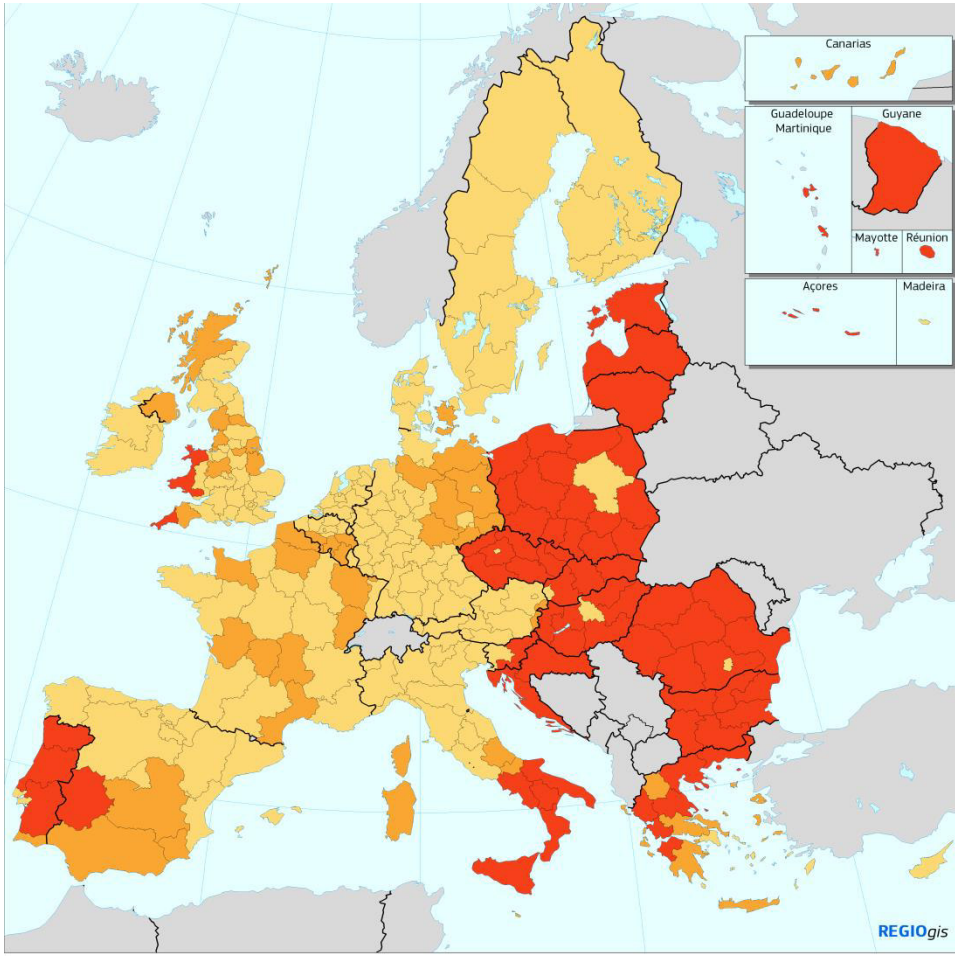 Canarias
Guadeloupe
Martinique
Guyane
Mayotte
Réunion
Açores
Madeira
REGIOgis